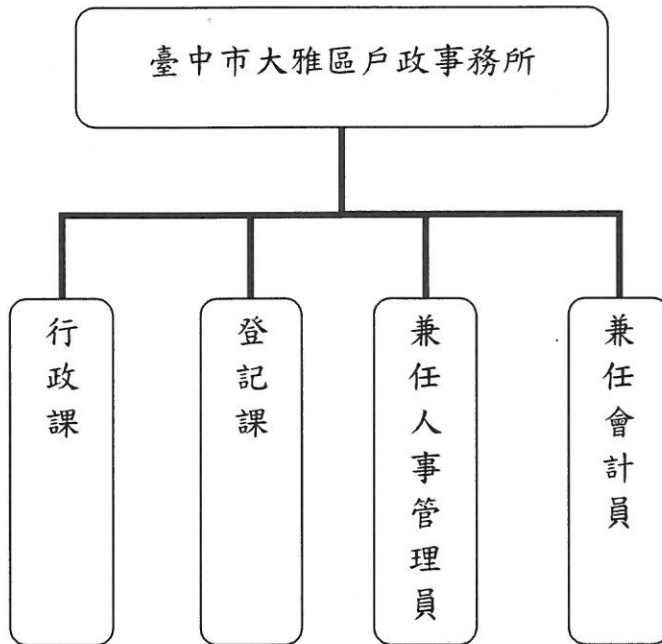 臺中市大雅區戶政事務所
行政課
登記課
兼任人事管理員
兼任會計員